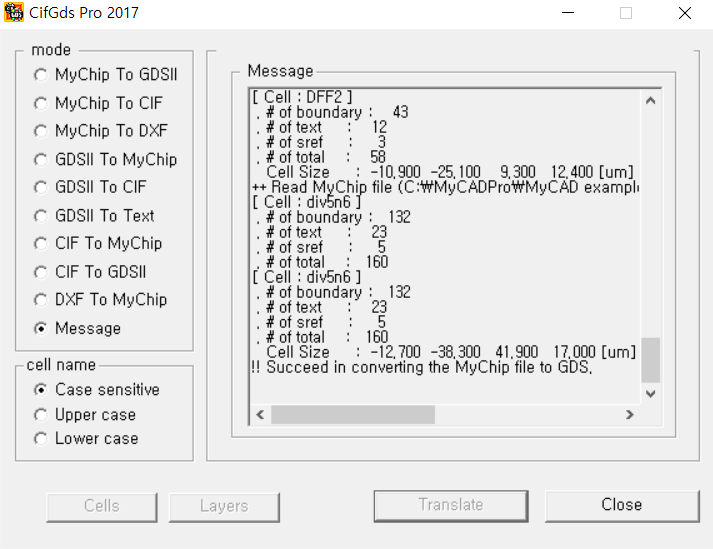 CifGds Pro 2017
mode
MyChip To GDSII
MyChip To CIF
MyChip To DXF
GDSII To MyChip
GDSII To CIF
GDSII To Text
CIF To MyChip
CIF To GDSII
DXF To MyChip
Message
cell name
Case sensitive
Upper case
Lower case
Message
[ Cell : DFF2 ]
. # of boundary : 43
. # of text : 12
. # of sref : 3
. # of total : 58
Cell Size : -10,900 -25,100 9,300 12,400 [um]
++ Read MyChip file (C:₩MyCADPro₩MyCAD exampl
[ Cell : div5n6 ]
. # of boundary : 132
. # of text : 23
. # of sref : 5
. # of total : 160
[ Cell : div5n6 ]
. # of boundary : 132
. # of text : 23
. # of sref : 5
. # of total : 160
Cell Size : -12,700 -38,300 41,900 17,000 [um]
!! Succeed in converting the MyChip file to GDS.
Cells
Layers
Translate
Close